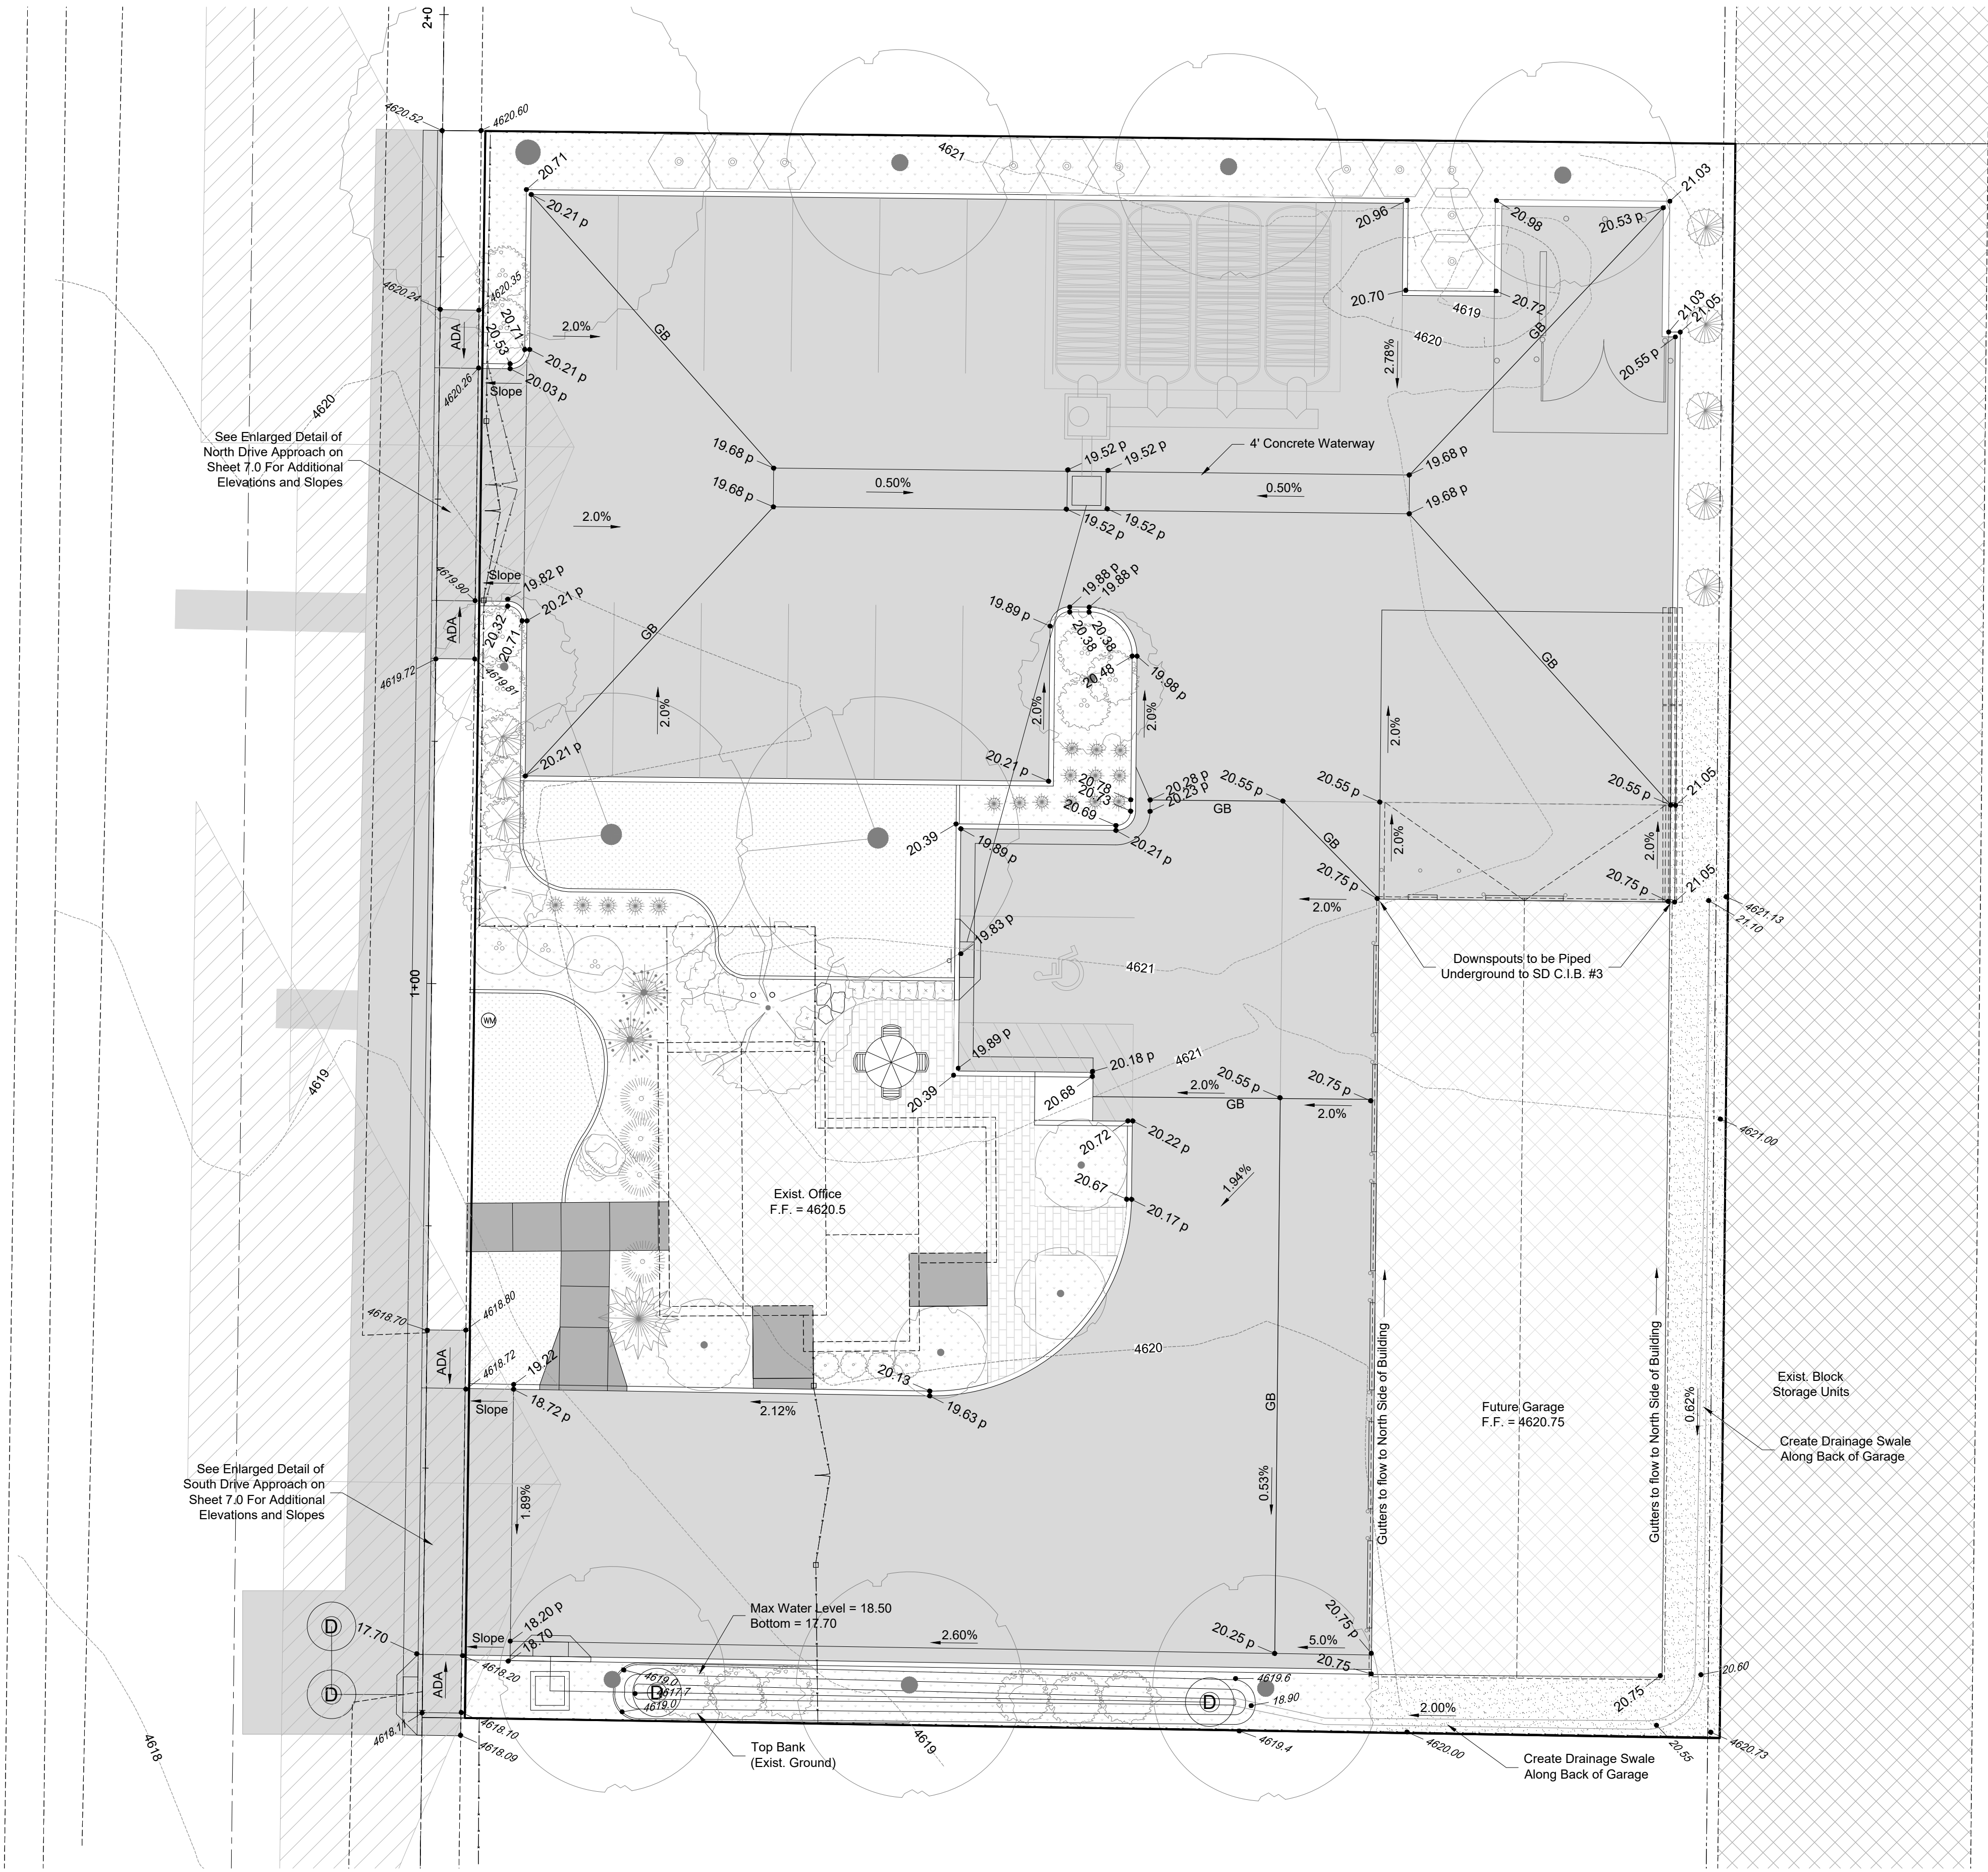 2+0
4620.52
4620.60
20.71
20.21 p
4621
20.96
20.98
20.53 p
21.03
4620.24
4620.35
20.71
20.53
ADA
2.0%
GB
20.70
20.72
4619
4620
GB
21.03
21.05
20.55 p
20.21 p
20.03 p
4620.26
Slope
2.78%
4620
See Enlarged Detail of
North Drive Approach on
Sheet 7.0 For Additional
Elevations and Slopes
19.68 p
19.52 p
19.52 p
4' Concrete Waterway
19.68 p
19.68 p
0.50%
0.50%
19.68 p
2.0%
19.52 p
19.52 p
4619.90
Slope
19.82 p
20.21 p
20.32
20.71
ADA
GB
19.89 p
19.88 p
19.88 p
20.38
20.38
20.48
19.98 p
GB
4619.72
4619.81
2.0%
2.0%
2.0%
2.0%
20.21 p
20.21 p
20.78
20.73
20.69
20.28 p
20.23 p
20.55 p
GB
20.55 p
20.55 p
21.05
20.39
19.89 p
20.21 p
GB
2.0%
2.0%
20.75 p
20.75 p
21.05
2.0%
4621.13
21.10
19.83 p
4621
Downspouts to be Piped
Underground to SD C.I.B. #3
1+00
WM
19.89 p
20.18 p
4621
20.39
20.68
2.0%
20.55 p
GB
20.75 p
2.0%
4619
20.72
20.22 p
4621.00
20.67
20.17 p
1.94%
Exist. Office
F.F. = 4620.5
4618.70
4618.80
ADA
4618.72
19.22
18.72 p
Slope
2.12%
20.13
19.63 p
4620
GB
Gutters to flow to North Side of Building
Future Garage
F.F. = 4620.75
Gutters to flow to North Side of Building
0.62%
Exist. Block
Storage Units
Create Drainage Swale
Along Back of Garage
See Enlarged Detail of
South Drive Approach on
Sheet 7.0 For Additional
Elevations and Slopes
1.89%
0.53%
D
17.70
18.20 p
18.70
Slope
Max Water Level = 18.50
Bottom = 17.70
2.60%
20.25 p
5.0%
20.75 p
20.75
D
ADA
4618.20
4619.0
D
4617.7
4619.0
D
4619.6
18.90
2.00%
20.75
20.60
4618.11
4618.10
4618.09
4618
Top Bank
(Exist. Ground)
4619
4619.4
4620.00
Create Drainage Swale
Along Back of Garage
20.55
4620.73